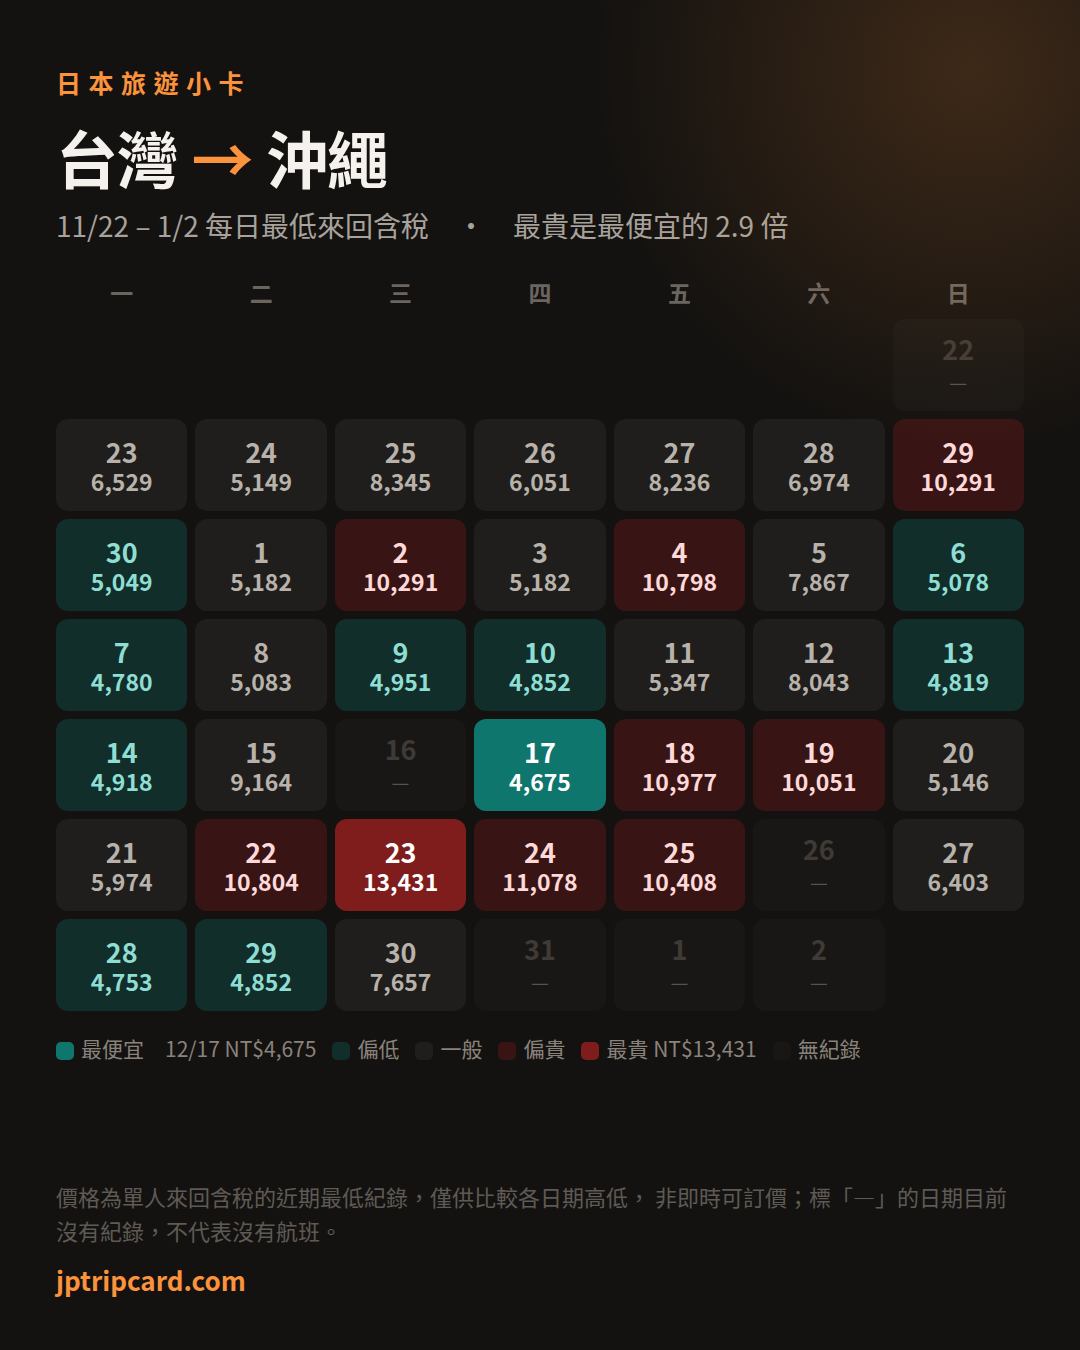 日本旅遊小卡
台灣 → 沖繩
11/22 – 1/2 每日最低來回含稅 ・ 最貴是最便宜的 2.9 倍
一 二 三 四 五 六 日
22
—
23 24 25 26 27 28 29
6,529 5,149 8,345 6,051 8,236 6,974 10,291
30 1 2 3 4 5 6
5,049 5,182 10,291 5,182 10,798 7,867 5,078
7 8 9 10 11 12 13
4,780 5,083 4,951 4,852 5,347 8,043 4,819
14 15 16 17 18 19 20
4,918 9,164 — 4,675 10,977 10,051 5,146
21 22 23 24 25 26 27
5,974 10,804 13,431 11,078 10,408 — 6,403
28 29 30 31 1 2
4,753 4,852 7,657 — — —
最便宜 12/17 NT$4,675 偏低 一般 偏貴 最貴 NT$13,431 無紀錄
價格為單人來回含稅的近期最低紀錄，僅供比較各日期高低， 非即時可訂價；標「—」的日期目前
沒有紀錄，不代表沒有航班。
jptripcard.com